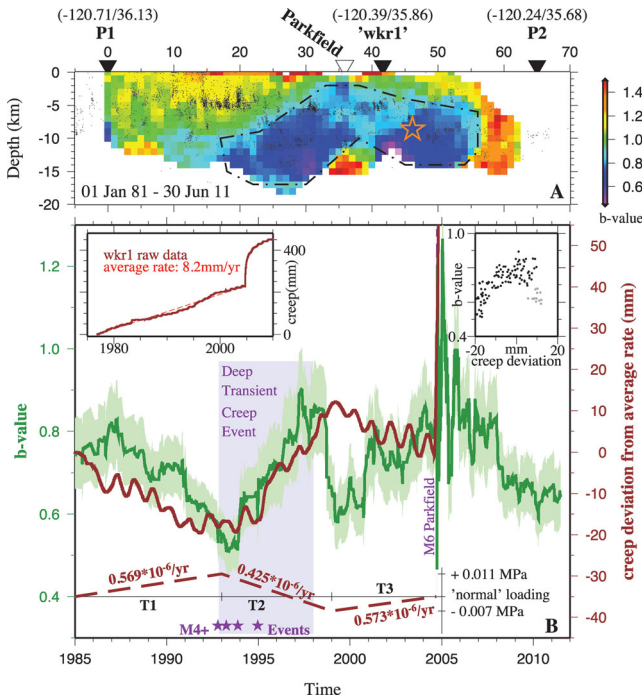 (-120.71/36.13)
(-120.39/35.86)
(-120.24/35.68)
P1
Parkfield
'wkr1'
P2
0 10 20 30 40 50 60 70
Depth (km)
0
-5
-10
-15
-20
01 Jan 81 - 30 Jun 11
A
1.4
1.2
1.0
0.8
0.6
b-value
wkr1 raw data
average rate: 8.2mm/yr
400
200
0
creep(mm)
1980 2000
b-value
1.0
0.4
-20 0 20
mm
creep deviation
b-value
1.2
1.0
0.8
0.6
0.4
Deep
Transient
Creep
Event
M6 Parkfield
creep deviation from average rate (mm)
50
40
30
20
10
0
-10
-20
-30
-40
0.569*10-6/yr
0.425*10-6/yr
0.573*10-6/yr
T1
T2
T3
+ 0.011 MPa
'normal' loading
- 0.007 MPa
M4+ Events
B
1985 1990 1995 2000 2005 2010
Time